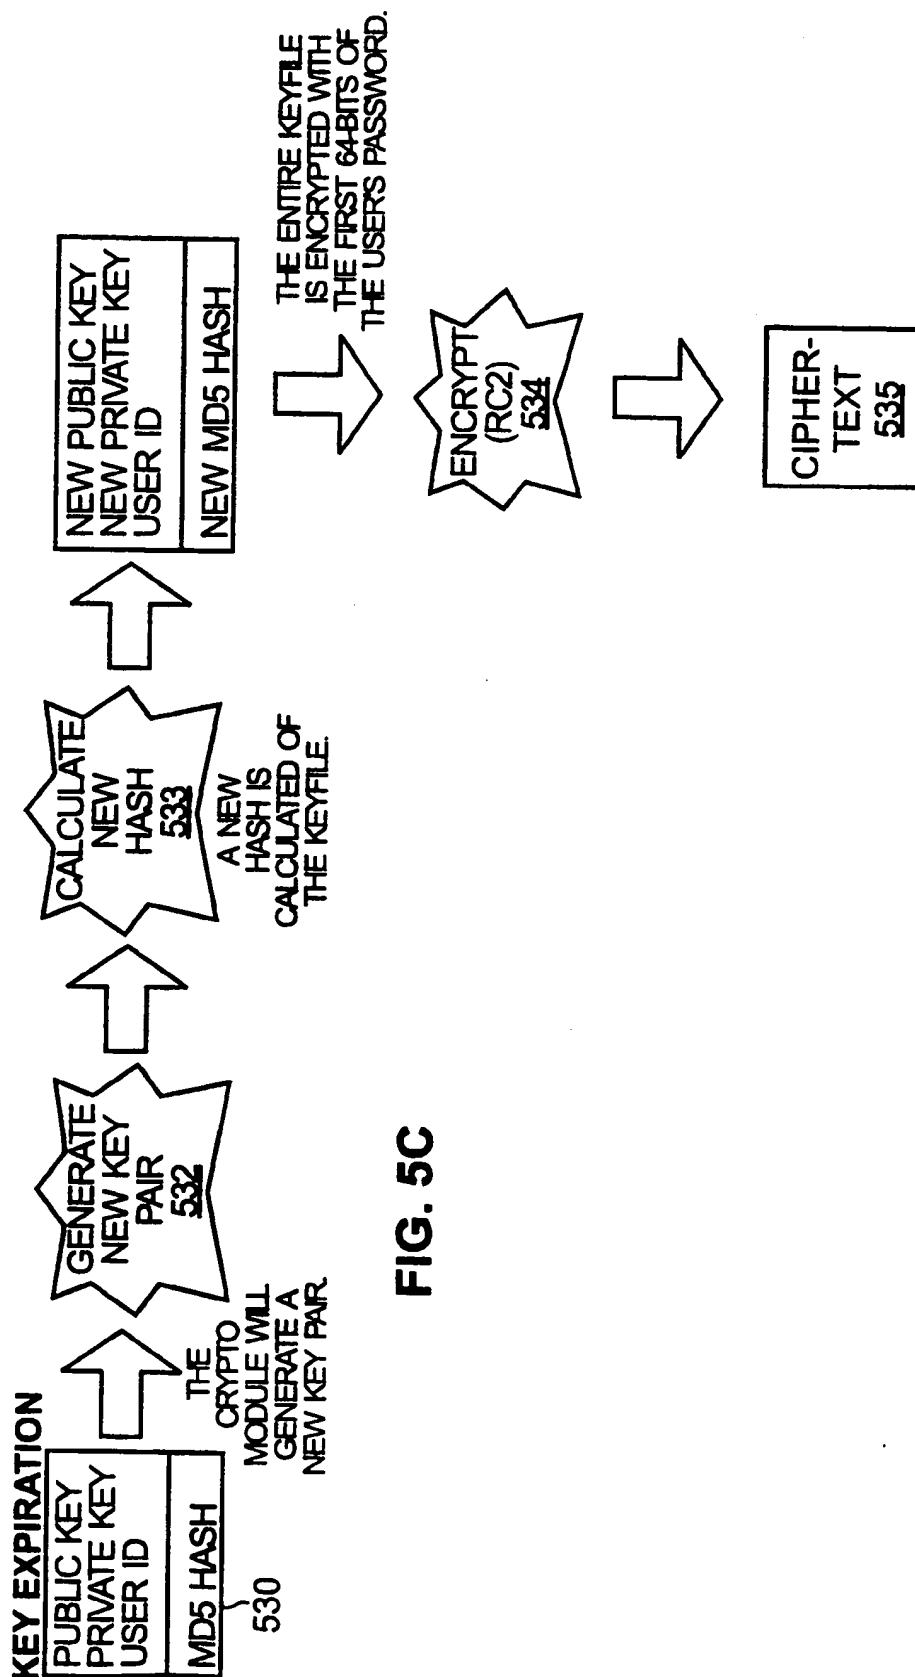 KEY EXPIRATION
PUBLIC KEY
PRIVATE KEY
USER ID
MD5 HASH
530
THE
CRYPTO
MODULE WILL
GENERATE A
NEW KEY PAIR.
GENERATE
NEW KEY
PAIR
532
CALCULATE
NEW
HASH
533
A NEW
HASH IS
CALCULATED OF
THE KEYFILE.
NEW PUBLIC KEY
NEW PRIVATE KEY
USER ID
NEW MD5 HASH
THE ENTIRE KEYFILE
IS ENCRYPTED WITH
THE FIRST 64-BITS OF
THE USER'S PASSWORD.
ENCRYPT
(RC2)
534
CIPHER-
TEXT
535
FIG. 5C